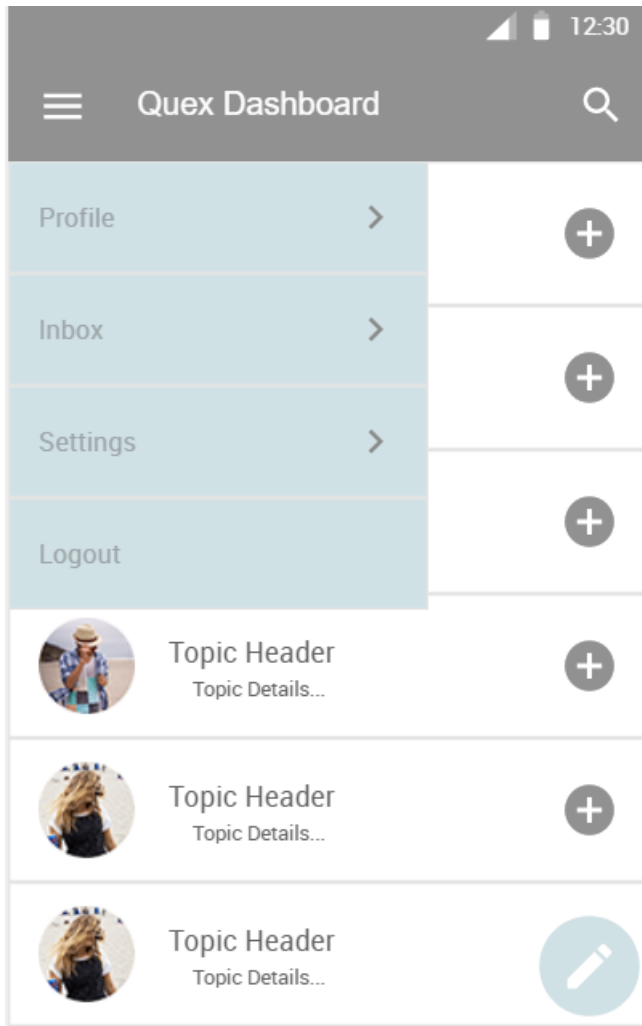 12:30
Quex Dashboard
Profile
Inbox
Settings
Logout
Topic Header
Topic Details...
Topic Header
Topic Details...
Topic Header
Topic Details...